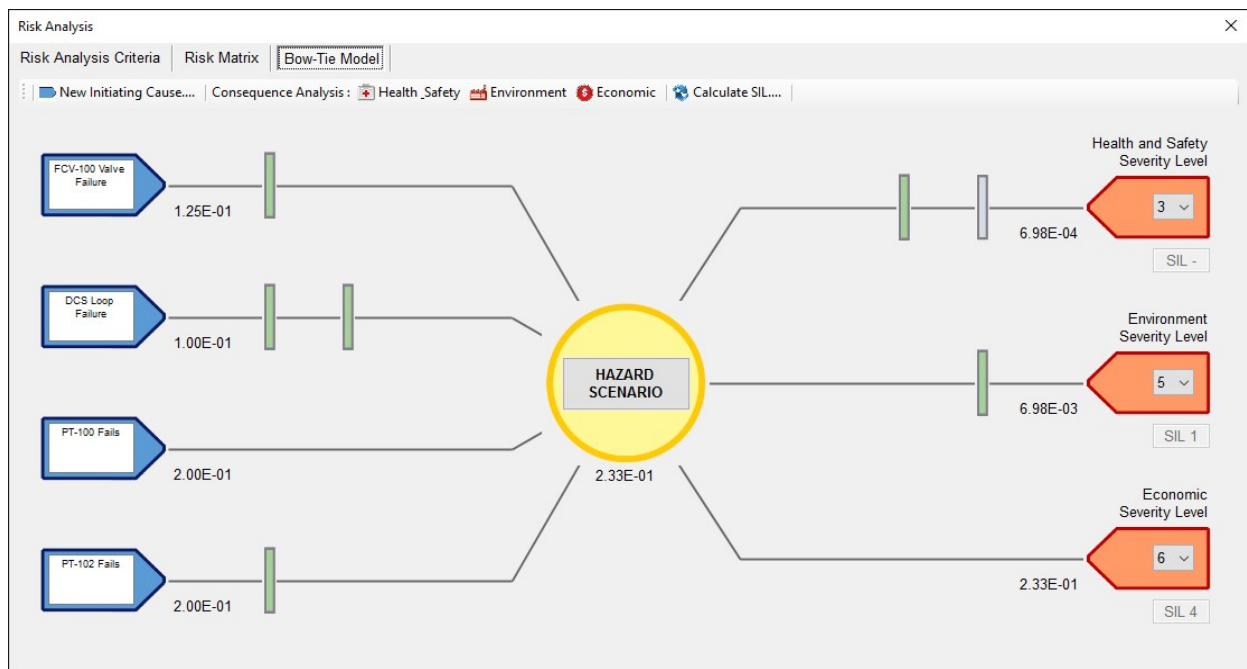 Risk Analysis
Risk Analysis Criteria Risk Matrix Bow-Tie Model
New Initiating Cause.... Consequence Analysis : Health_Safety Environment Economic Calculate SIL....
FCV-100 Valve
Failure
1.25E-01
DCS Loop
Failure
1.00E-01
PT-100 Fails
2.00E-01
PT-102 Fails
2.00E-01
HAZARD
SCENARIO
2.33E-01
Health and Safety
Severity Level
3
6.98E-04
SIL -
Environment
Severity Level
5
6.98E-03
SIL 1
Economic
Severity Level
6
2.33E-01
SIL 4